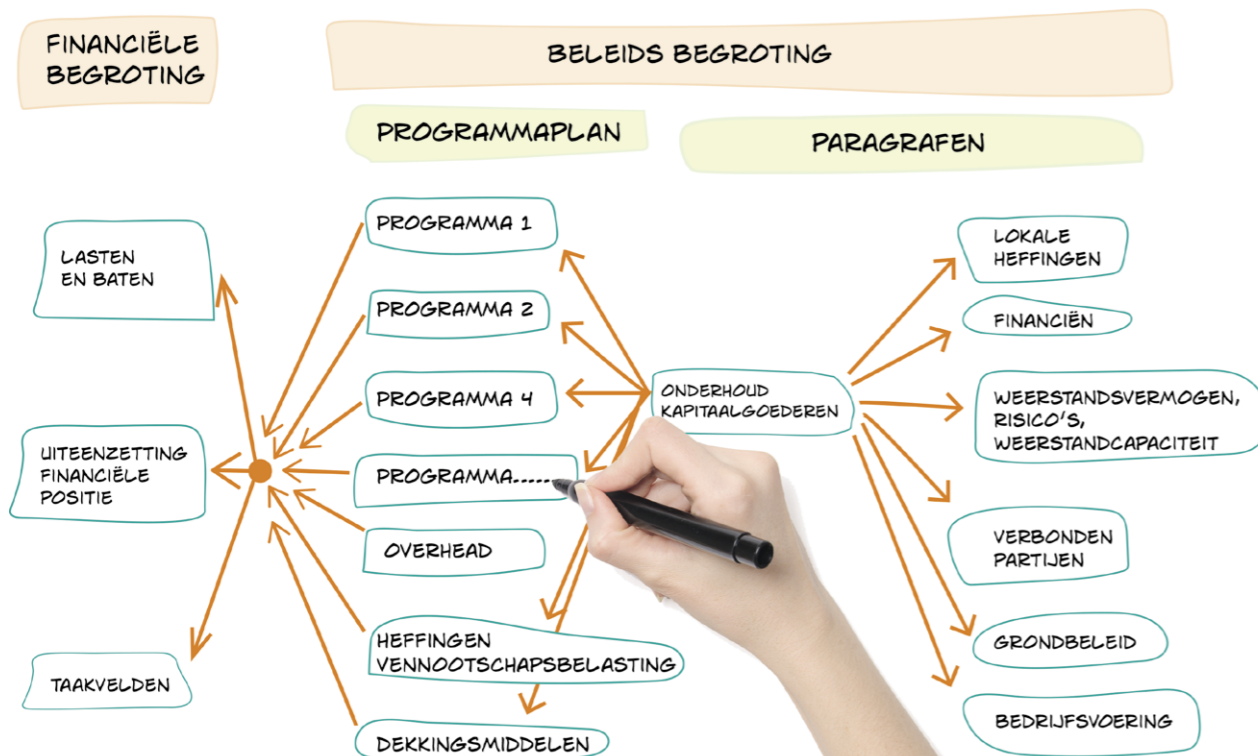 FINANCIËLE
BEGROTING
BELEIDS BEGROTING
PROGRAMMAPLAN
PARAGRAFEN
LASTEN
EN BATEN
UITEENZETTING
FINANCIËLE
POSITIE
TAAKVELDEN
PROGRAMMA 1
PROGRAMMA 2
PROGRAMMA 4
PROGRAMMA.....
OVERHEAD
HEFFINGEN
VENNOOTSCHAPSBELASTING
DEKKINGSMIDDELEN
ONDERHOUD
KAPITAALGOEDEREN
LOKALE
HEFFINGEN
FINANCIËN
WEERSTANDSVERMOGEN,
RISICO'S,
WEERSTANDCAPACITEIT
VERBONDEN
PARTIJEN
GRONDBELEID
BEDRIJFSVOERING